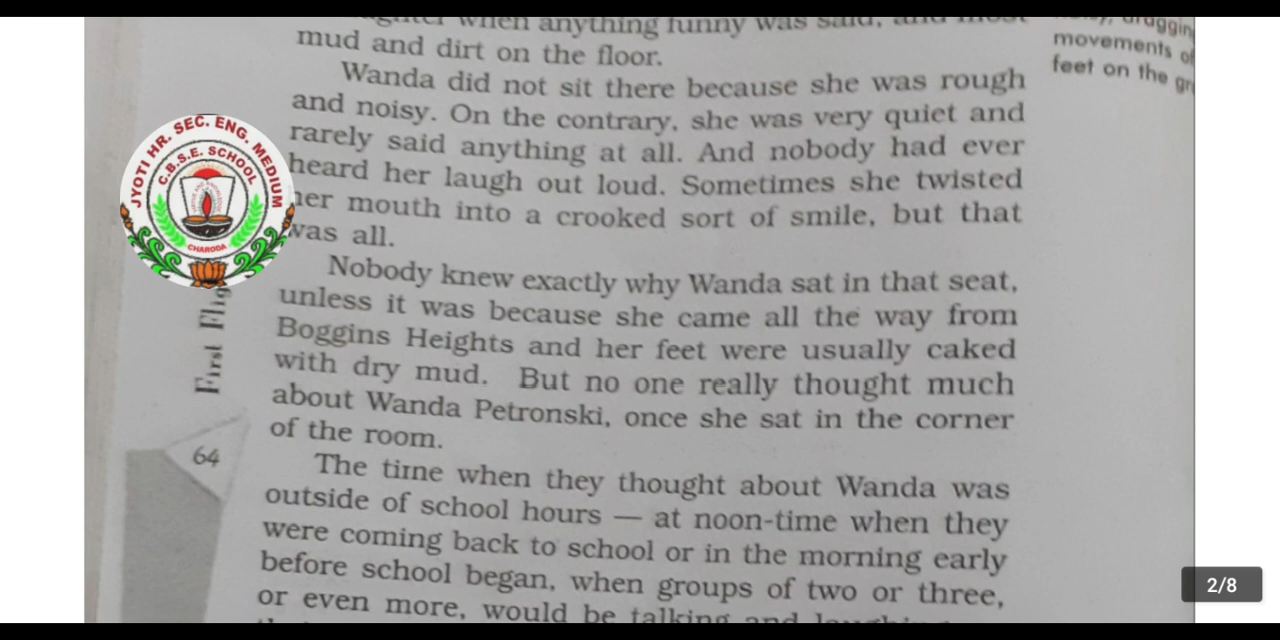 when anything funny was said, and most
mud and dirt on the floor.
Wanda did not sit there because she was rough
and noisy. On the contrary, she was very quiet and
rarely said anything at all. And nobody had ever
heard her laugh out loud. Sometimes she twisted
her mouth into a crooked sort of smile, but that
was all.
Nobody knew exactly why Wanda sat in that seat,
unless it was because she came all the way from
Boggins Heights and her feet were usually caked
with dry mud. But no one really thought much
about Wanda Petronski, once she sat in the corner
of the room.
The time when they thought about Wanda was
outside of school hours — at noon-time when they
were coming back to school or in the morning early
before school began, when groups of two or three,
or even more, would be talking and
movements of
feet on the
JYOTI HR. SEC. ENG. MEDIUM
C.B.S.E. SCHOOL
CHARODA
First
64
2/8